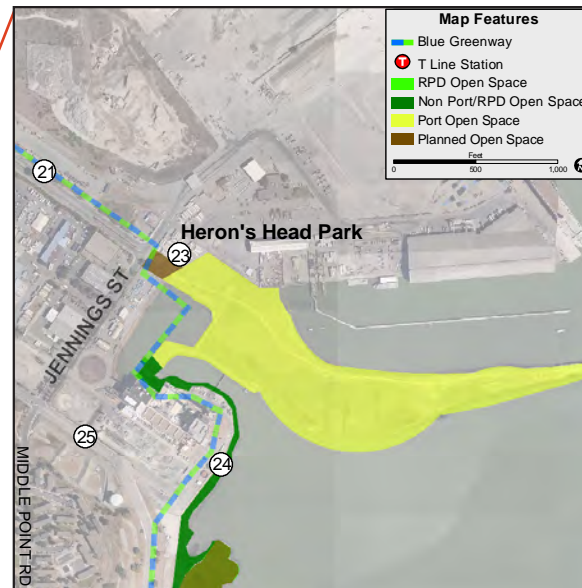 Map Features
Blue Greenway
T T Line Station
RPD Open Space
Non Port/RPD Open Space
Port Open Space
Planned Open Space
Feet
0 500 1,000
N
21
Heron's Head Park
23
JENNINGS ST
25
24
MIDDLE POINT RD